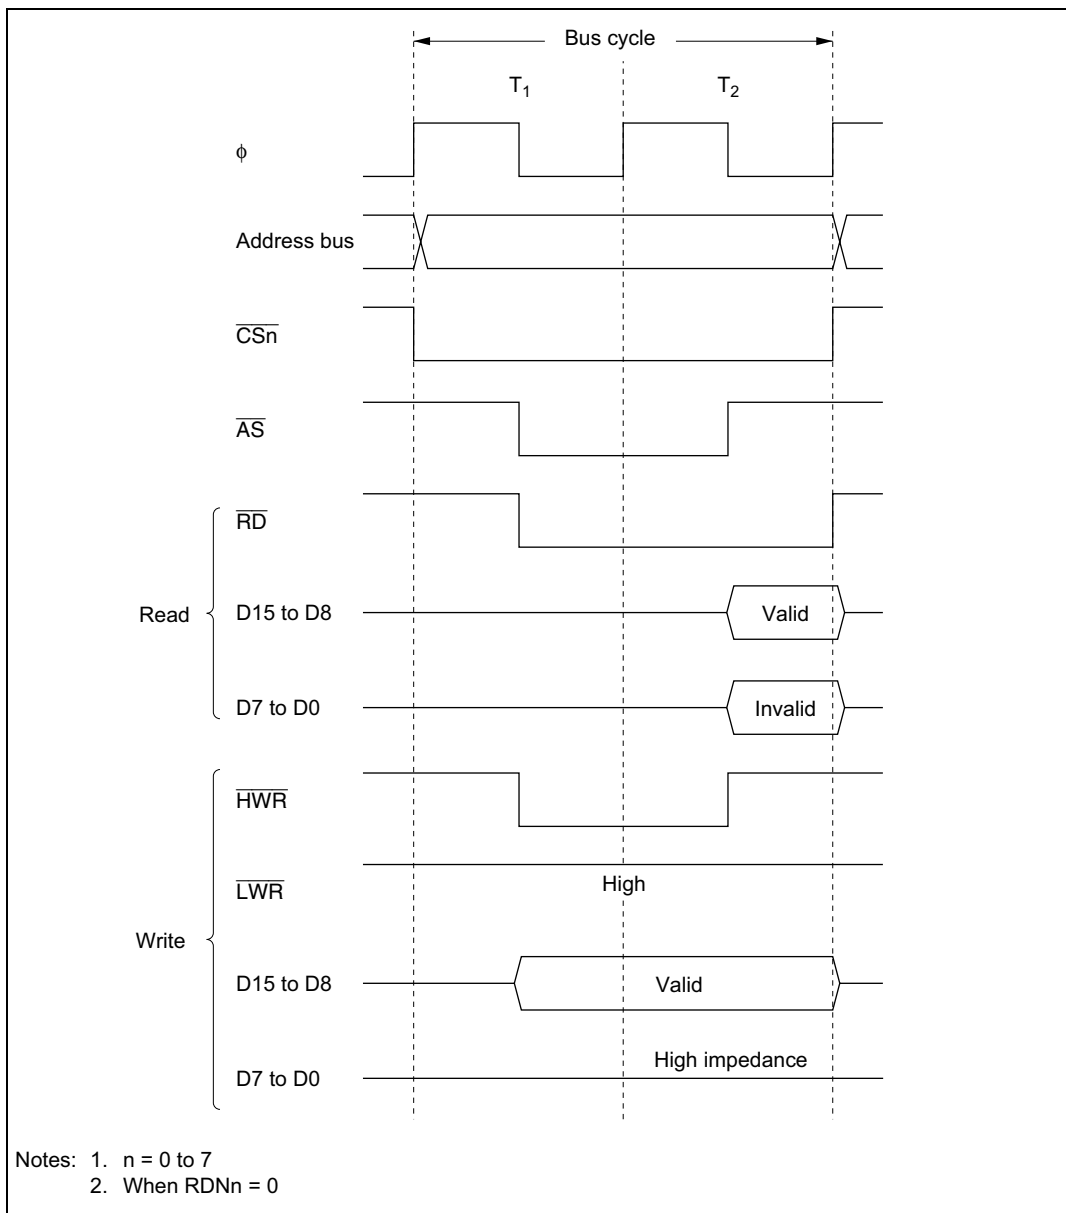 Bus cycle
T1 T2
ϕ
Address bus
CSn
AS
RD
Read
D15 to D8 Valid
D7 to D0 Invalid
HWR
LWR High
Write
D15 to D8 Valid
D7 to D0 High impedance
Notes: 1. n = 0 to 7
2. When RDNn = 0